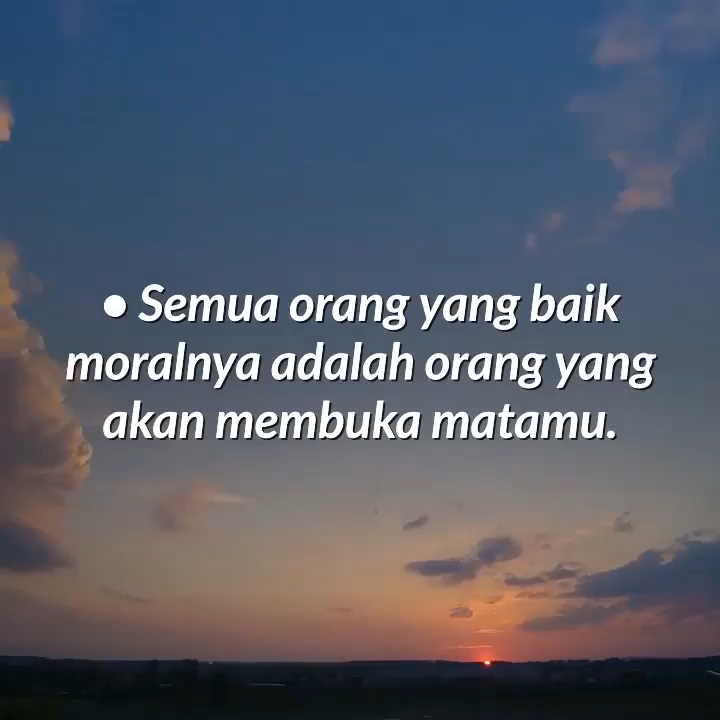 ● Semua orang yang baik
moralnya adalah orang yang
akan membuka matamu.